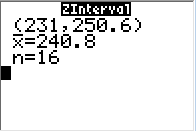 ZInterval
(231,250.6)
x̄=240.8
n=16